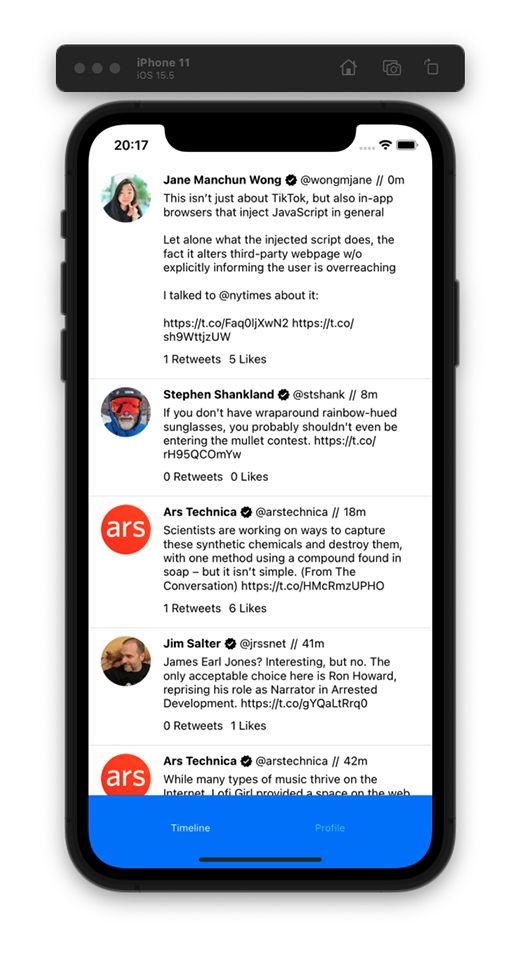 iPhone 11
iOS 15.5
20:17
Jane Manchun Wong @wongmjane // 0m
This isn't just about TikTok, but also in-app
browsers that inject JavaScript in general
Let alone what the injected script does, the
fact it alters third-party webpage w/o
explicitly informing the user is overreaching
I talked to @nytimes about it:
https://t.co/Faq0ljXwN2 https://t.co/
sh9WttjzUW
1 Retweets 5 Likes
Stephen Shankland @stshank // 8m
If you don't have wraparound rainbow-hued
sunglasses, you probably shouldn't even be
entering the mullet contest. https://t.co/
rH95QCOmYw
0 Retweets 0 Likes
ars
Ars Technica @arstechnica // 18m
Scientists are working on ways to capture
these synthetic chemicals and destroy them,
with one method using a compound found in
soap – but it isn't simple. (From The
Conversation) https://t.co/HMcRmzUPHO
1 Retweets 6 Likes
Jim Salter @jrssnet // 41m
James Earl Jones? Interesting, but no. The
only acceptable choice here is Ron Howard,
reprising his role as Narrator in Arrested
Development. https://t.co/gYQaLtRrq0
0 Retweets 1 Likes
ars
Ars Technica @arstechnica // 42m
While many types of music thrive on the
Internet, Lofi Girl provided a space on the web
Timeline
Profile